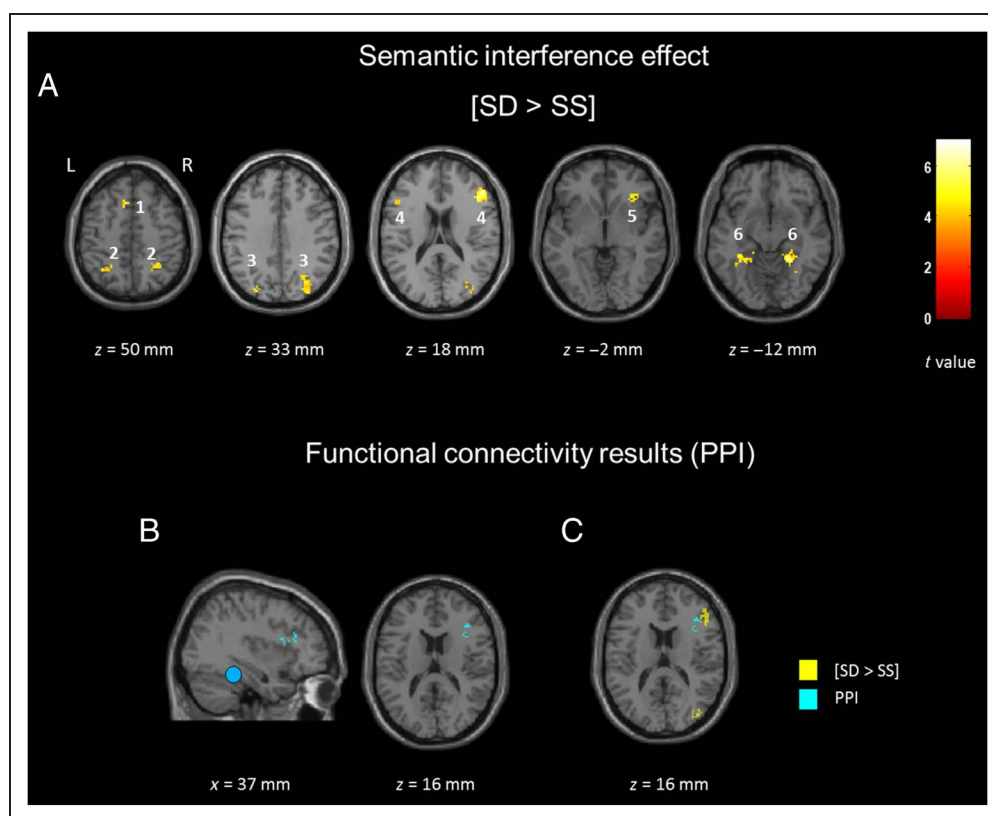 Semantic interference effect
A
[SD > SS]
L R
1
2 2
3 3
4 4
5
6 6
6
4
2
0
z = 50 mm
z = 33 mm
z = 18 mm
z = −2 mm
z = −12 mm
t value
Functional connectivity results (PPI)
B
C
[SD > SS]
PPI
x = 37 mm
z = 16 mm
z = 16 mm